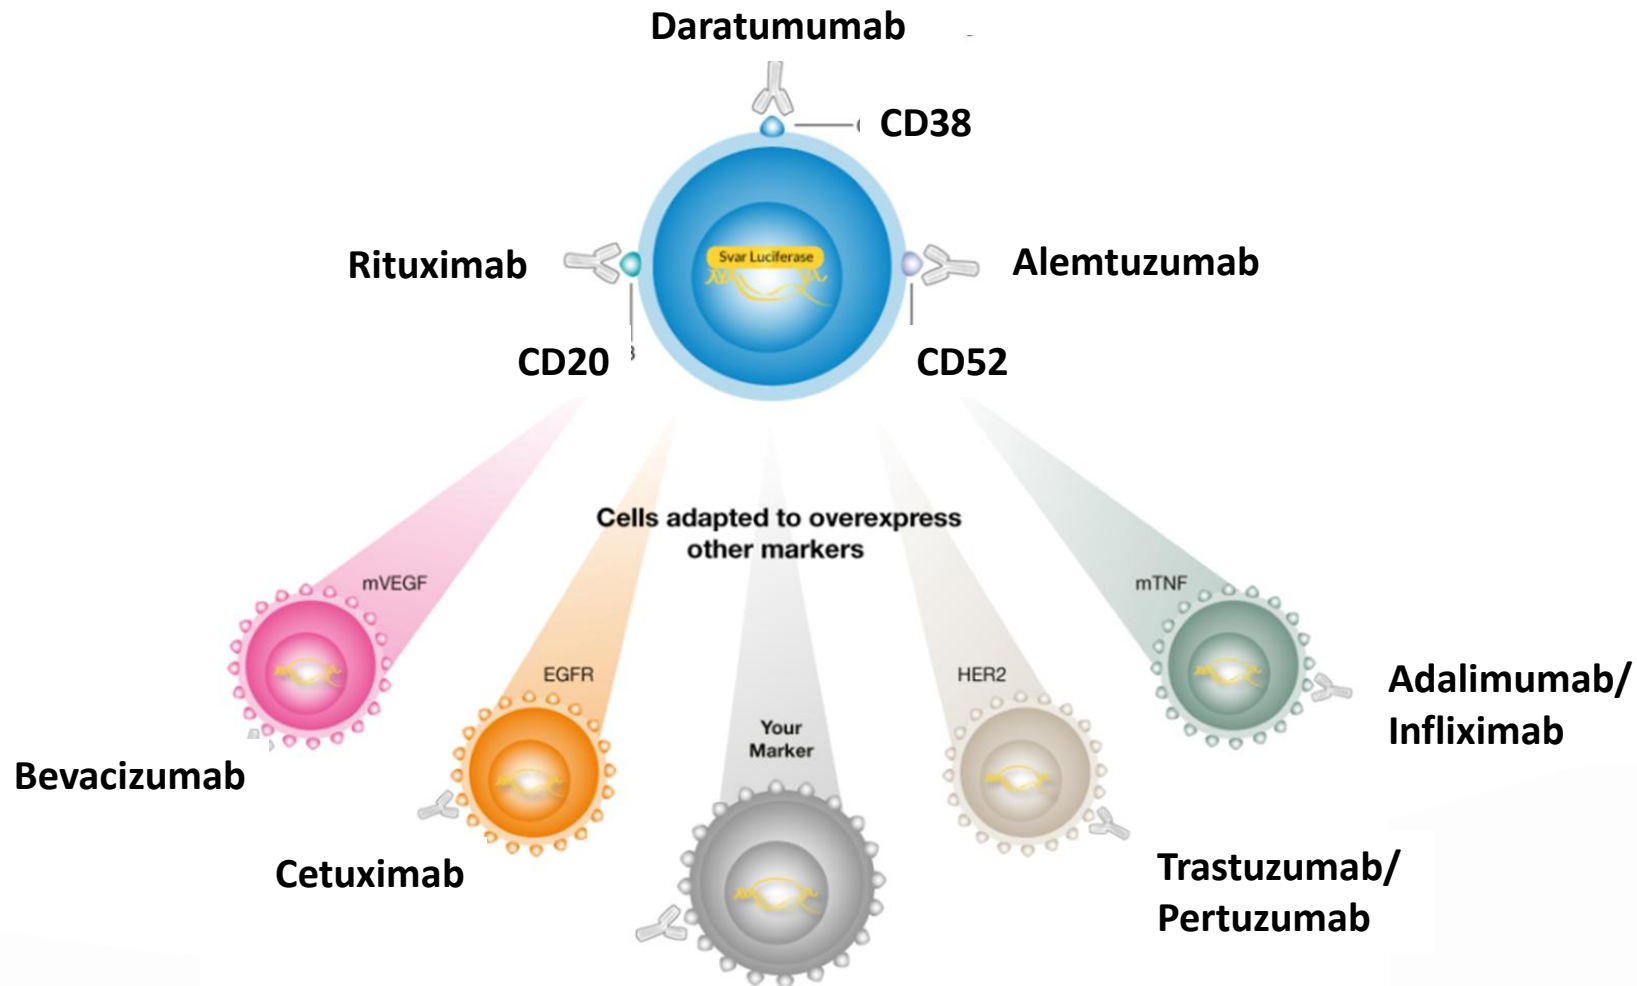 Daratumumab
CD38
Svar Luciferase
Rituximab
Alemtuzumab
CD20
CD52
Cells adapted to overexpress
other markers
mVEGF
mTNF
EGFR
HER2
Adalimumab/
Infliximab
Your
Marker
Bevacizumab
Cetuximab
Trastuzumab/
Pertuzumab